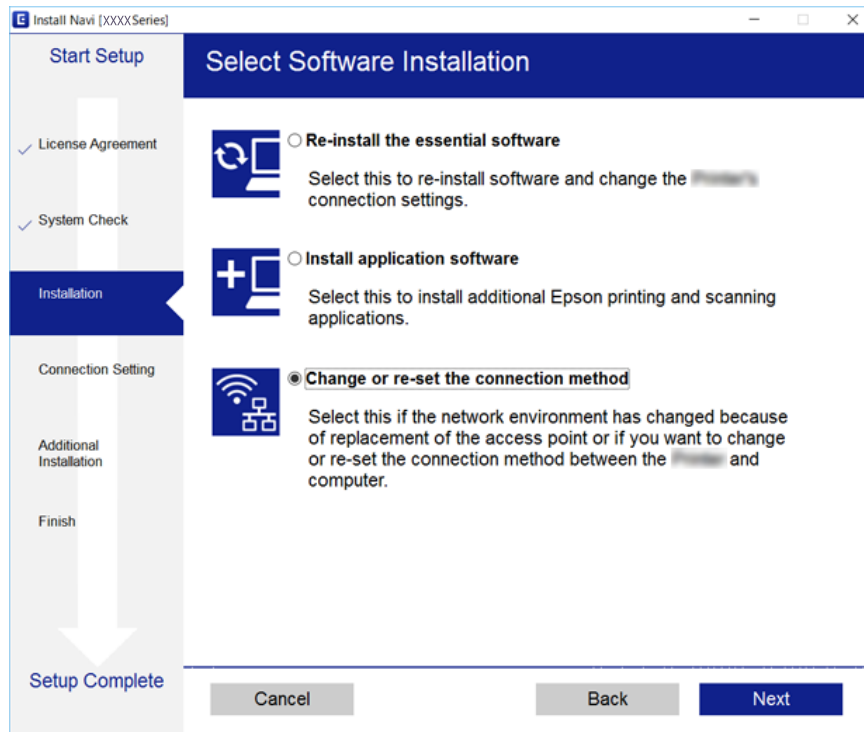 E Install Navi [XXXX Series]
Start Setup
License Agreement
System Check
Installation
Connection Setting
Additional
Installation
Finish
Setup Complete
Select Software Installation
Re-install the essential software
Select this to re-install software and change the
connection settings.
Install application software
Select this to install additional Epson printing and scanning
applications.
Change or re-set the connection method
Select this if the network environment has changed because
of replacement of the access point or if you want to change
or re-set the connection method between the and
computer.
Cancel
Back
Next